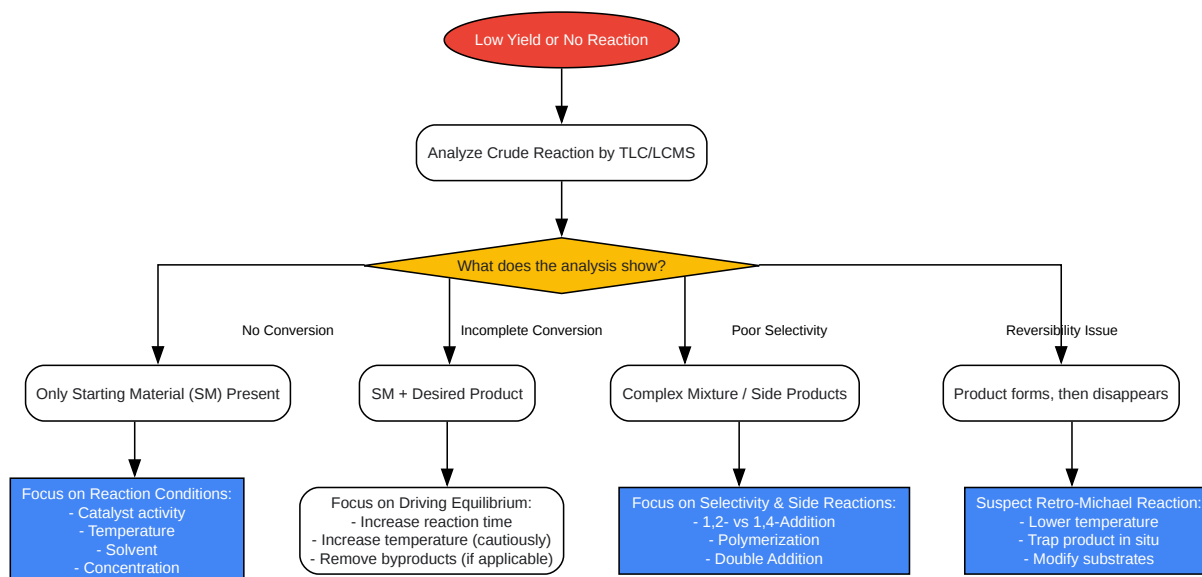 Low Yield or No Reaction
Analyze Crude Reaction by TLC/LCMS
What does the analysis show?
No Conversion
Incomplete Conversion
Poor Selectivity
Reversibility Issue
Only Starting Material (SM) Present
SM + Desired Product
Complex Mixture / Side Products
Product forms, then disappears
Focus on Reaction Conditions:
- Catalyst activity
- Temperature
- Solvent
- Concentration
Focus on Driving Equilibrium:
- Increase reaction time
- Increase temperature (cautiously)
- Remove byproducts (if applicable)
Focus on Selectivity & Side Reactions:
- 1,2- vs 1,4-Addition
- Polymerization
- Double Addition
Suspect Retro-Michael Reaction:
- Lower temperature
- Trap product in situ
- Modify substrates